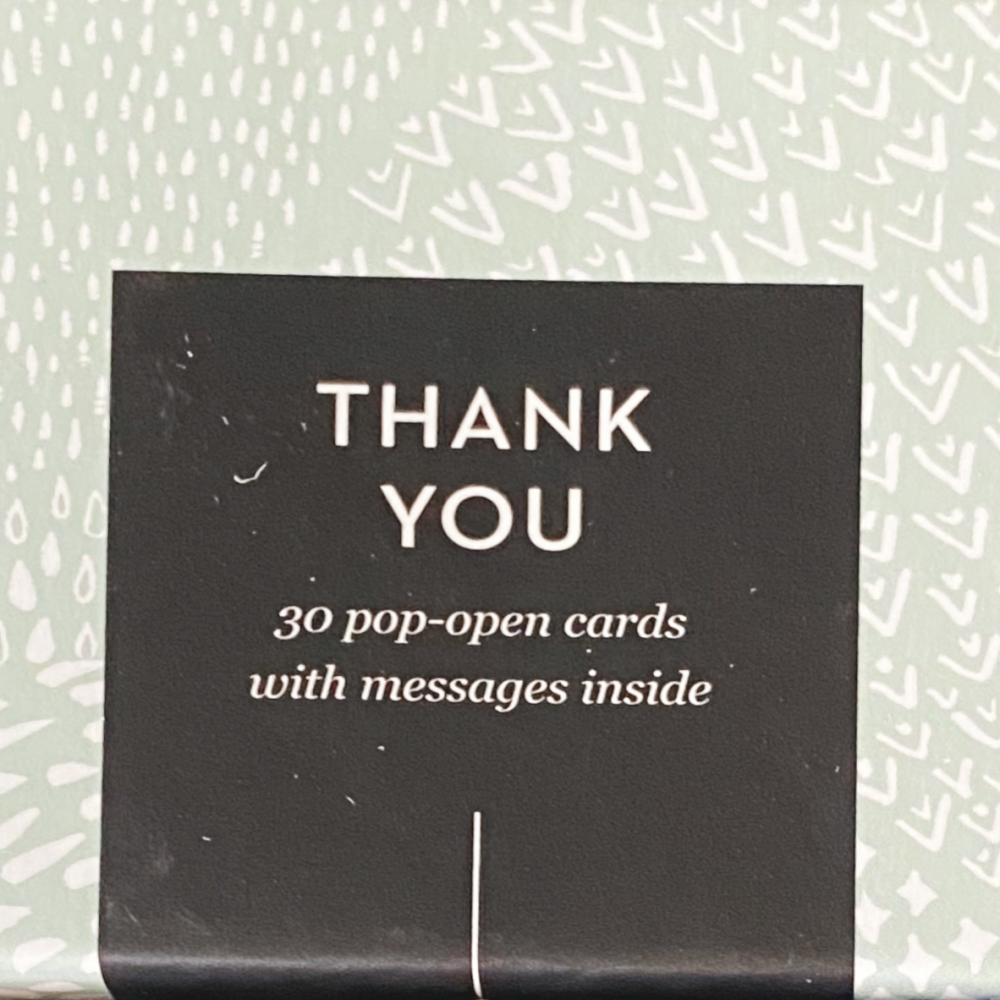 THANK
YOU
30 pop-open cards
with messages inside